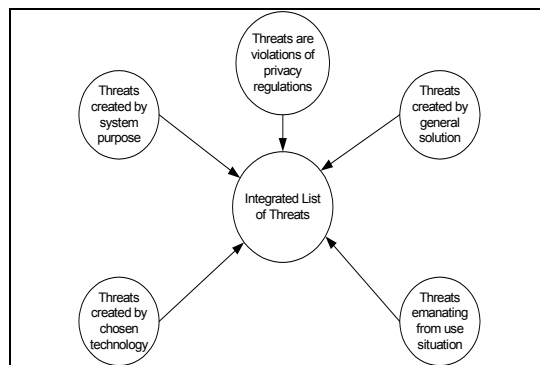 Threats are
violations of
privacy
regulations
Threats
created by
system
purpose
Threats
created by
general
solution
Integrated List
of Threats
Threats
created by
chosen
technology
Threats
emanating
from use
situation